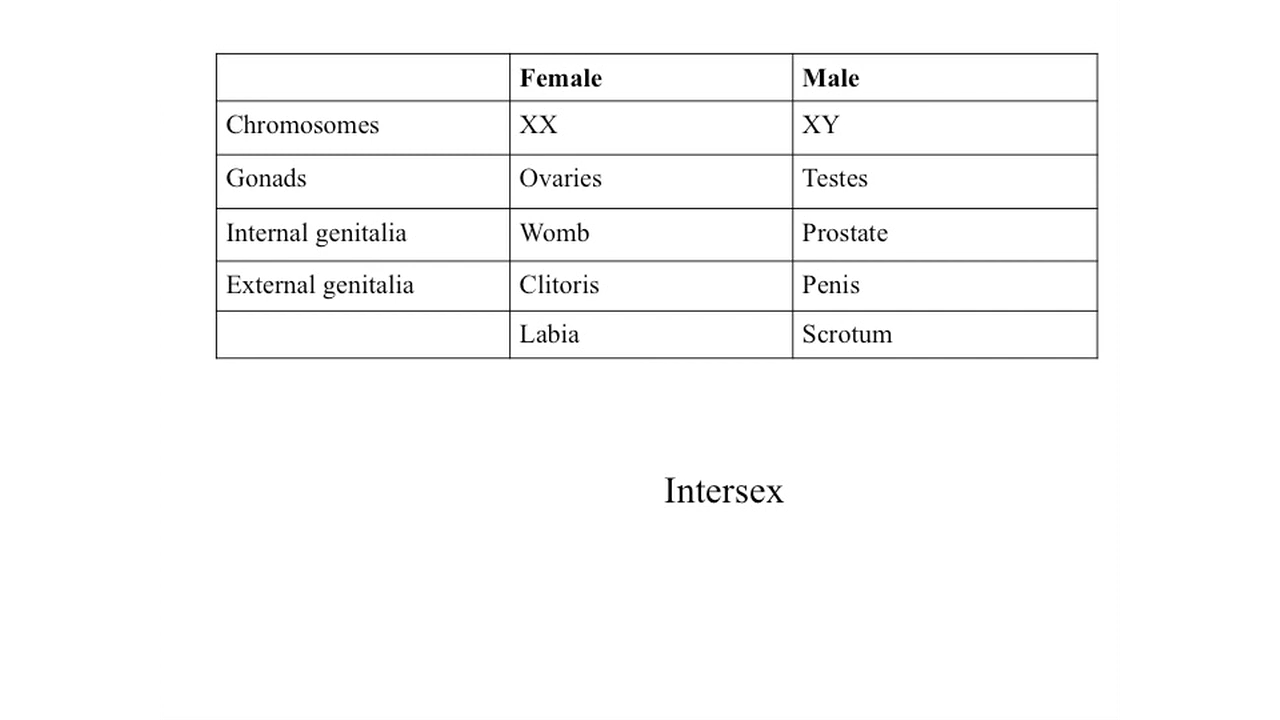 Female Male
Chromosomes XX XY
Gonads Ovaries Testes
Internal genitalia Womb Prostate
External genitalia Clitoris Penis
Labia Scrotum
Intersex